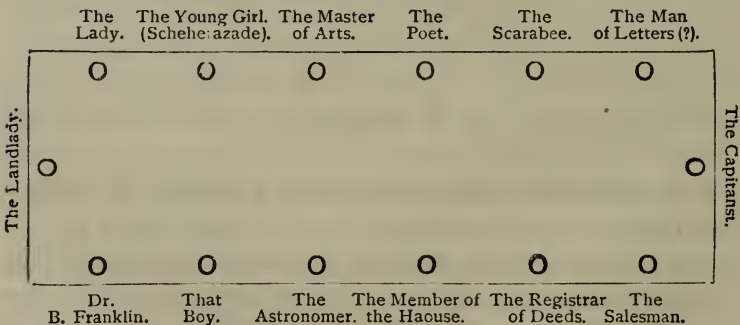 The The Young Girl. The Master The The The Man
Lady. (Schehe:azade). of Arts. Poet. Scarabee. of Letters (?).
The Landlady.
The Capitanst.
Dr. That The The Member of The Registrar The
B. Franklin. Boy. Astronomer. the Haouse. of Deeds. Salesman.